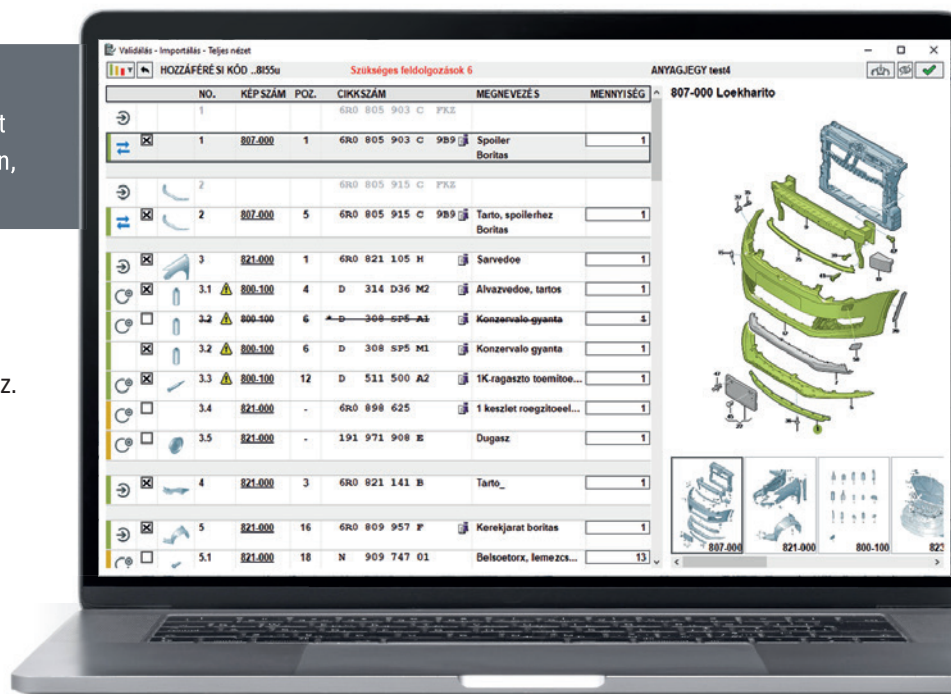 t
n,
z.
Validálás - Importálás - Teljes nézet
HOZZÁFÉRÉSI KÓD ..8I55u Szükséges feldolgozások 6 ANYAGJEGY test4
NO. KÉPSZÁM POZ. CIKKSZÁM MEGNEVEZÉS MENNYISÉG
1 6R0 805 903 C FKZ
1 807-000 1 6R0 805 903 C 9B9 Spoiler 1
Boritas
2 6R0 805 915 C FKZ
2 807-000 5 6R0 805 915 C 9B9 Tarto, spoilerhez 1
Boritas
3 821-000 1 6R0 821 105 H Sarvedoe 1
3.1 800-100 4 D 314 D36 M2 Alvazvedoe, tartos 1
3.2 800-100 6 * D 308 SP5 A1 Konzervalo gyanta 1
3.2 800-100 6 D 308 SP5 M1 Konzervalo gyanta 1
3.3 800-100 12 D 511 500 A2 1K-ragaszto toemitoe... 1
3.4 821-000 - 6R0 898 625 1 keszlet roegzitoeel... 1
3.5 821-000 - 191 971 908 E Dugasz 1
4 821-000 3 6R0 821 141 B Tarto_ 1
5 821-000 16 6R0 809 957 F Kerekjarat boritas 1
5.1 821-000 18 N 909 747 01 Belsoetorx, lemezcs... 13
807-000 Loekharito
807-000 821-000 800-100 823